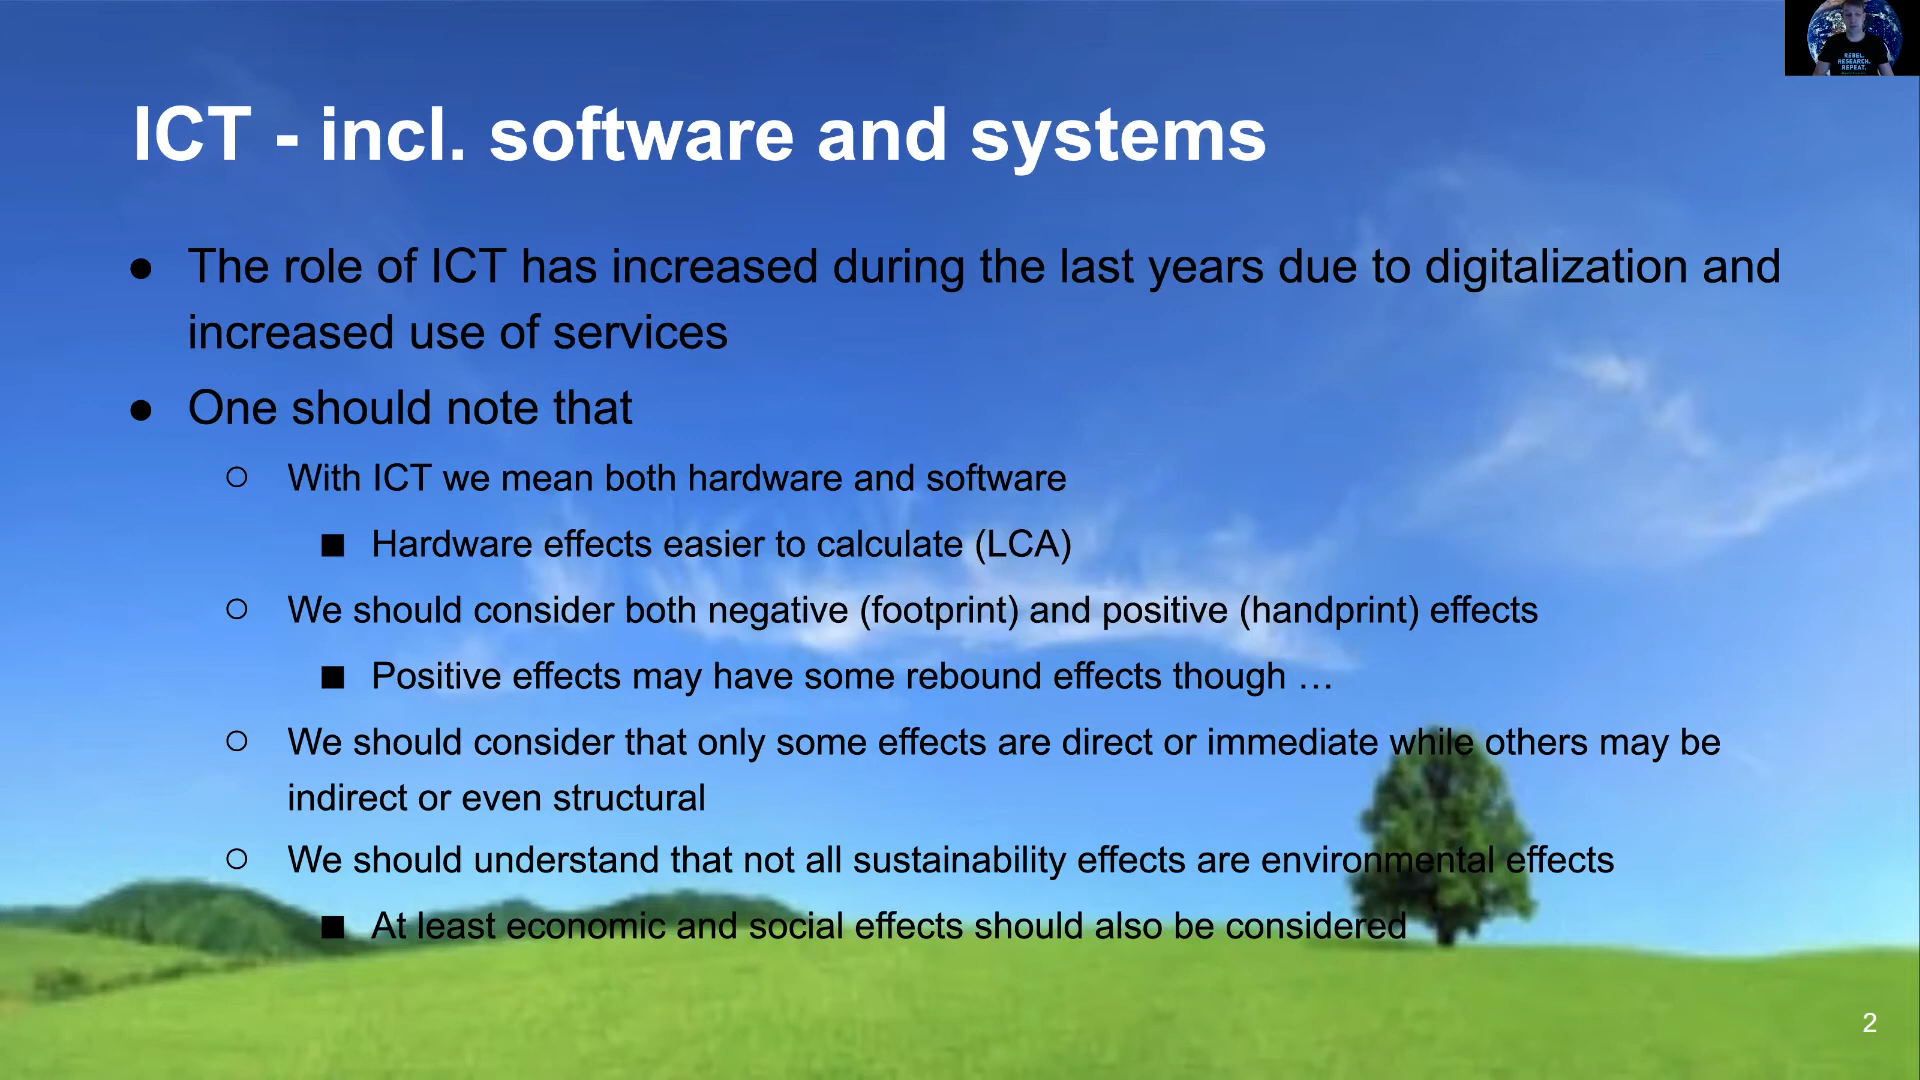 ICT - incl. software and systems
● The role of ICT has increased during the last years due to digitalization and
increased use of services
● One should note that
○ With ICT we mean both hardware and software
■ Hardware effects easier to calculate (LCA)
○ We should consider both negative (footprint) and positive (handprint) effects
■ Positive effects may have some rebound effects though …
○ We should consider that only some effects are direct or immediate while others may be
indirect or even structural
○ We should understand that not all sustainability effects are environmental effects
■ At least economic and social effects should also be considered
2
REBEL.
RESEARCH.
REPEAT.